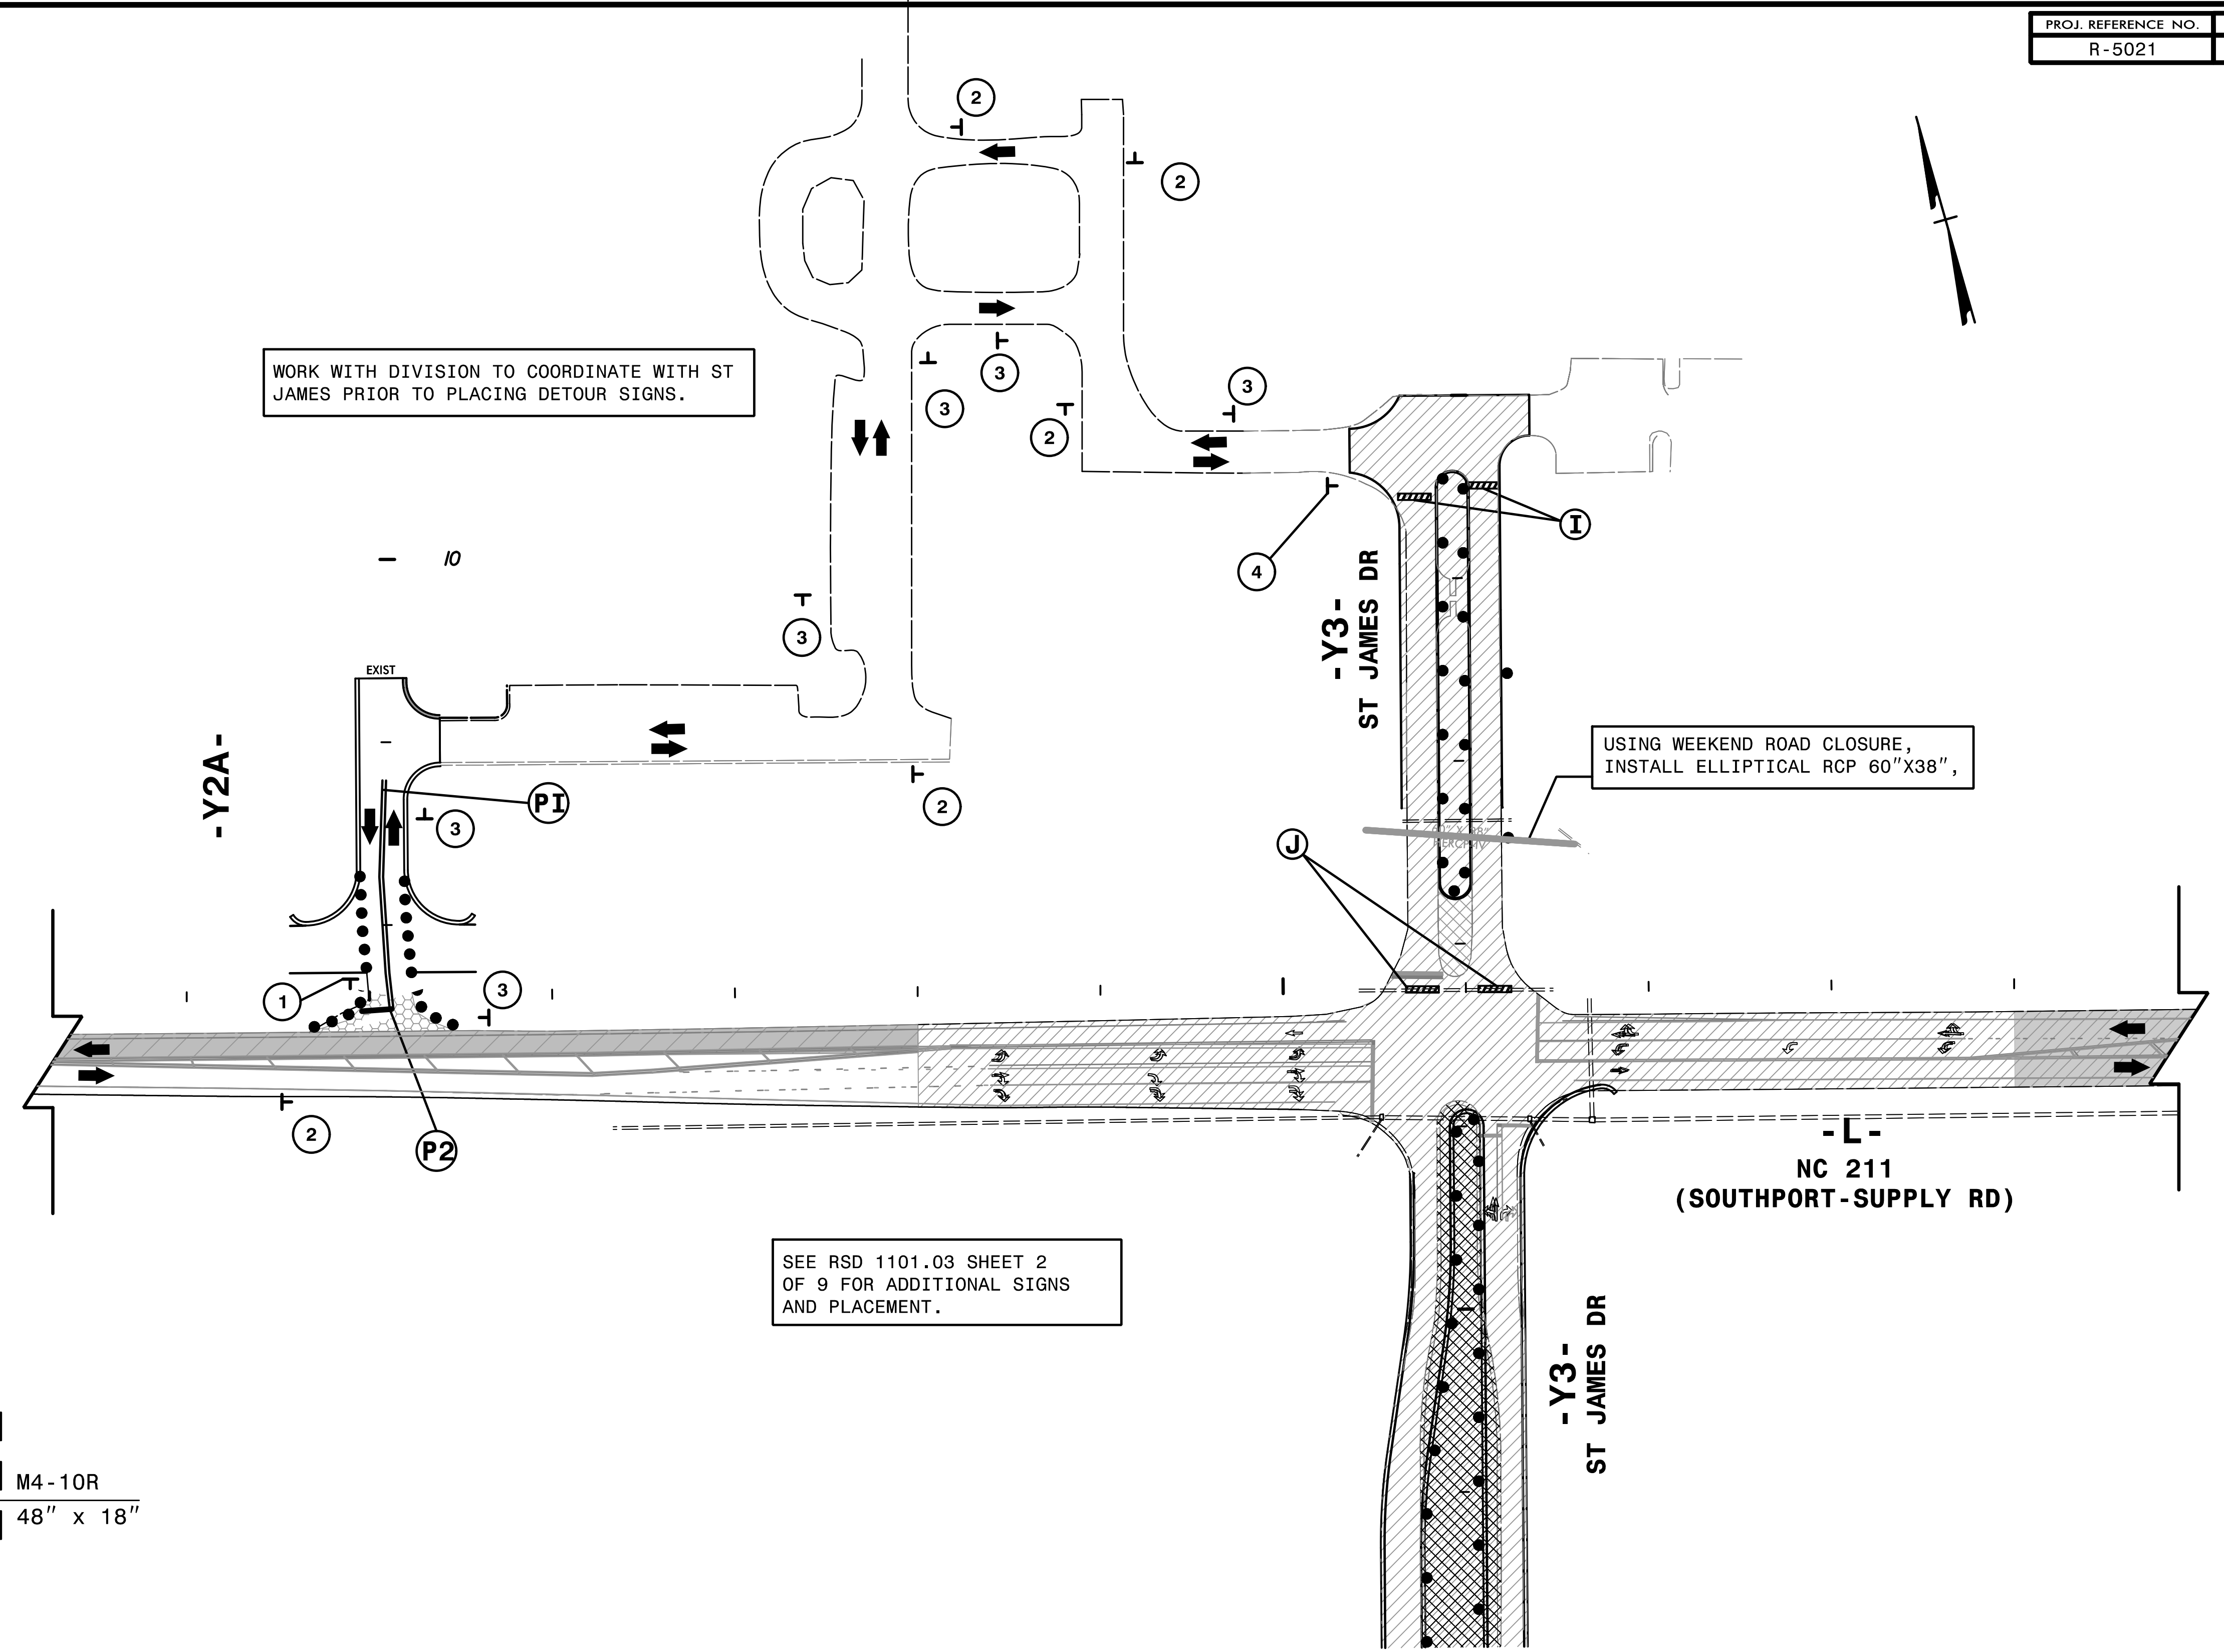 PROJ. REFERENCE NO.
R-5021
2
2
WORK WITH DIVISION TO COORDINATE WITH ST
JAMES PRIOR TO PLACING DETOUR SIGNS.
3
3
3
2
I
4
10
-Y3-
ST JAMES DR
3
EXIST
-Y2A-
PI
3
2
USING WEEKEND ROAD CLOSURE,
INSTALL ELLIPTICAL RCP 60"X38",
J
60" X 38"
1
3
2
P2
-L-
NC 211
(SOUTHPORT-SUPPLY RD)
SEE RSD 1101.03 SHEET 2
OF 9 FOR ADDITIONAL SIGNS
AND PLACEMENT.
-Y3-
ST JAMES DR
M4-10R
48" x 18"